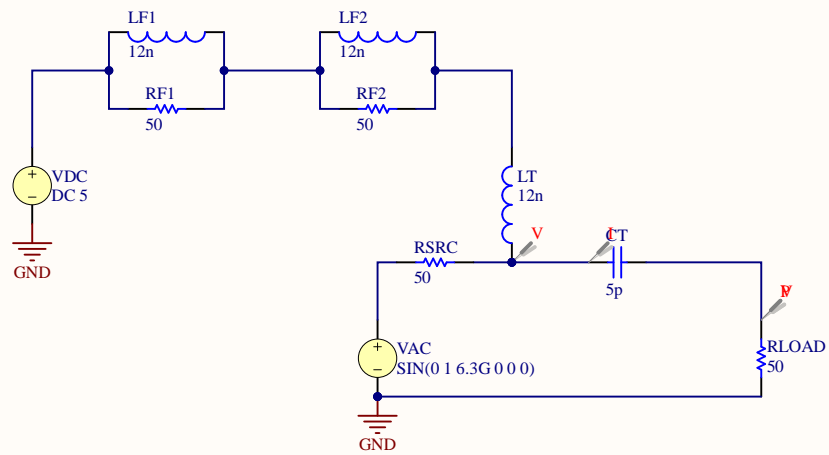 LF1
12n
RF1
50
LF2
12n
RF2
50
VDC
DC 5
GND
LT
12n
V
RSRC
50
CT
5p
VAC
SIN(0 1 6.3G 0 0 0)
RLOAD
50
GND